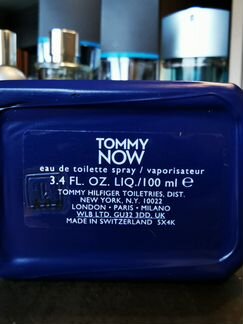 TOMMY
NOW
eau de toilette spray / vaporisateur
3.4 FL. OZ. LIQ./100 ml ℮
TOMMY HILFIGER TOILETRIES, DIST.
NEW YORK, N.Y. 10022
LONDON • PARIS • MILANO
WLB LTD, GU32 3DD, UK
MADE IN SWITZERLAND 5X4K